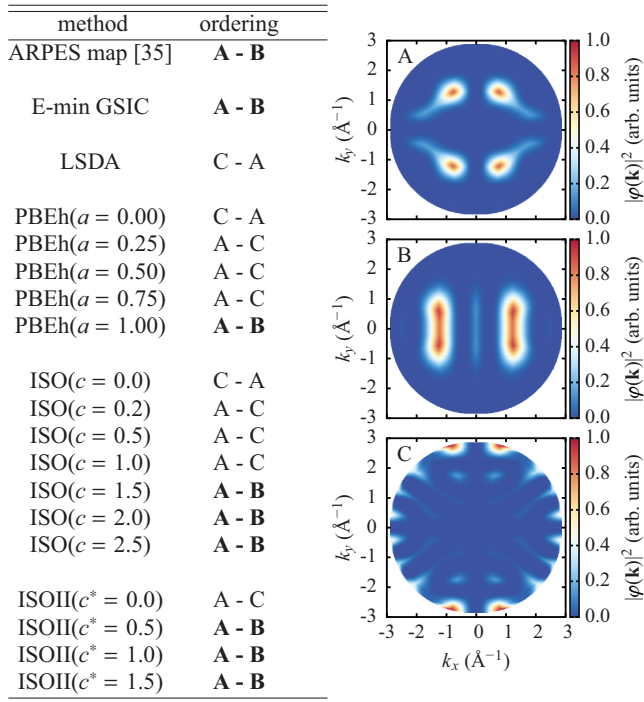 method ordering
ARPES map [35] A - B
E-min GSIC A - B
LSDA C - A
PBEh(a = 0.00) C - A
PBEh(a = 0.25) A - C
PBEh(a = 0.50) A - C
PBEh(a = 0.75) A - C
PBEh(a = 1.00) A - B
ISO(c = 0.0) C - A
ISO(c = 0.2) A - C
ISO(c = 0.5) A - C
ISO(c = 1.0) A - C
ISO(c = 1.5) A - B
ISO(c = 2.0) A - B
ISO(c = 2.5) A - B
ISOII(c* = 0.0) A - C
ISOII(c* = 0.5) A - B
ISOII(c* = 1.0) A - B
ISOII(c* = 1.5) A - B
A
3
2
1
0
-1
-2
-3
k_y (Å⁻¹)
1.0
0.8
0.6
0.4
0.2
0.0
|φ(k)|² (arb. units)
B
3
2
1
0
-1
-2
-3
k_y (Å⁻¹)
1.0
0.8
0.6
0.4
0.2
0.0
|φ(k)|² (arb. units)
C
3
2
1
0
-1
-2
-3
k_y (Å⁻¹)
1.0
0.8
0.6
0.4
0.2
0.0
|φ(k)|² (arb. units)
-3 -2 -1 0 1 2 3
k_x (Å⁻¹)